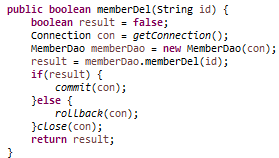 public boolean memberDel(String id) {
    boolean result = false;
    Connection con = getConnection();
    MemberDao memberDao = new MemberDao(con);
    result = memberDao.memberDel(id);
    if(result) {
        commit(con);
    }else {
        rollback(con);
    }close(con);
    return result;
}